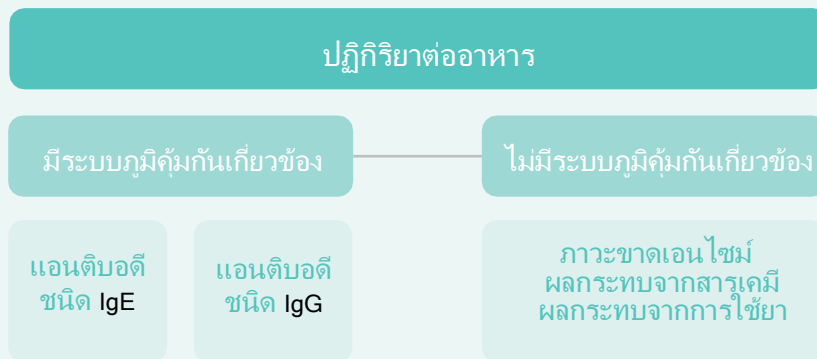 ปฏิกิริยาต่ออาหาร
มีระบบภูมิคุ้มกันเกี่ยวข้อง
ไม่มีระบบภูมิคุ้มกันเกี่ยวข้อง
แอนติบอดี
ชนิด IgE
แอนติบอดี
ชนิด IgG
ภาวะขาดเอนไซม์
ผลกระทบจากสารเคมี
ผลกระทบจากการใช้ยา